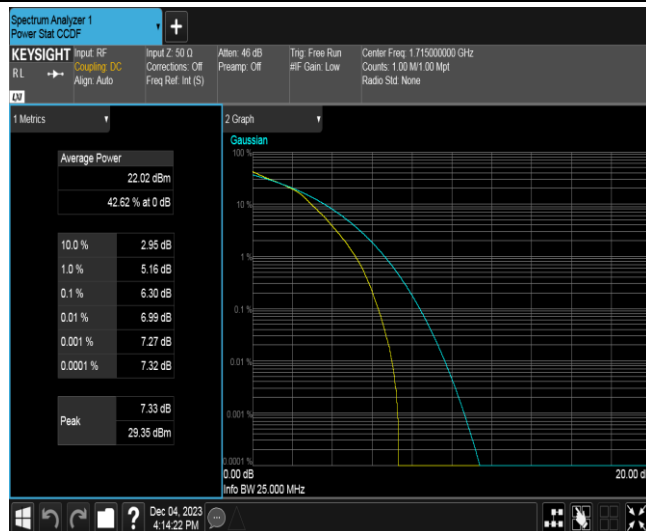 Spectrum Analyzer 1
Power Stat CCDF
+
KEYSIGHT
RL
Input: RF
Coupling: DC
Align: Auto
Input Z: 50 Ω
Corrections: Off
Freq Ref: Int (S)
Atten: 46 dB
Preamp: Off
Trig: Free Run
#IF Gain: Low
Center Freq: 1.715000000 GHz
Counts: 1.00 M/1.00 Mpt
Radio Std: None
LXI
1 Metrics
Average Power
22.02 dBm
42.62 % at 0 dB
10.0 % 2.95 dB
1.0 % 5.16 dB
0.1 % 6.30 dB
0.01 % 6.99 dB
0.001 % 7.27 dB
0.0001 % 7.32 dB
Peak
7.33 dB
29.35 dBm
2 Graph
Gaussian
100 %
10 %
1 %
0.1 %
0.01 %
0.001 %
0.0001 %
0.00 dB
20.00 d
Info BW 25.000 MHz
?
Dec 04, 2023
4:14:22 PM